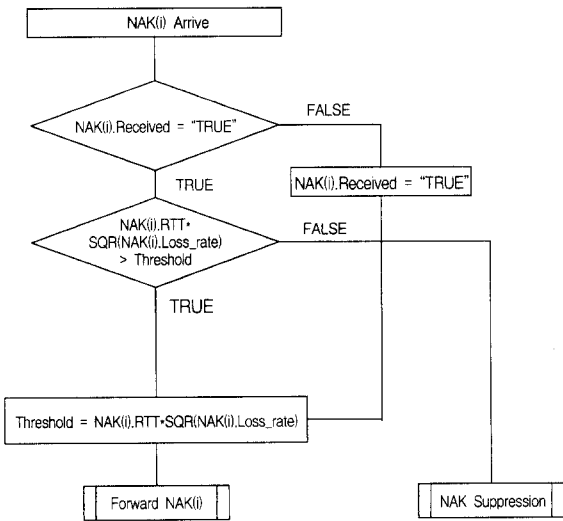 NAK(i) Arrive
NAK(i).Received = "TRUE"
FALSE
TRUE
NAK(i).Received = "TRUE"
NAK(i).RTT*
SQR(NAK(i).Loss_rate)
> Threshold
FALSE
TRUE
Threshold = NAK(i).RTT*SQR(NAK(i).Loss_rate)
Forward NAK(i)
NAK Suppression